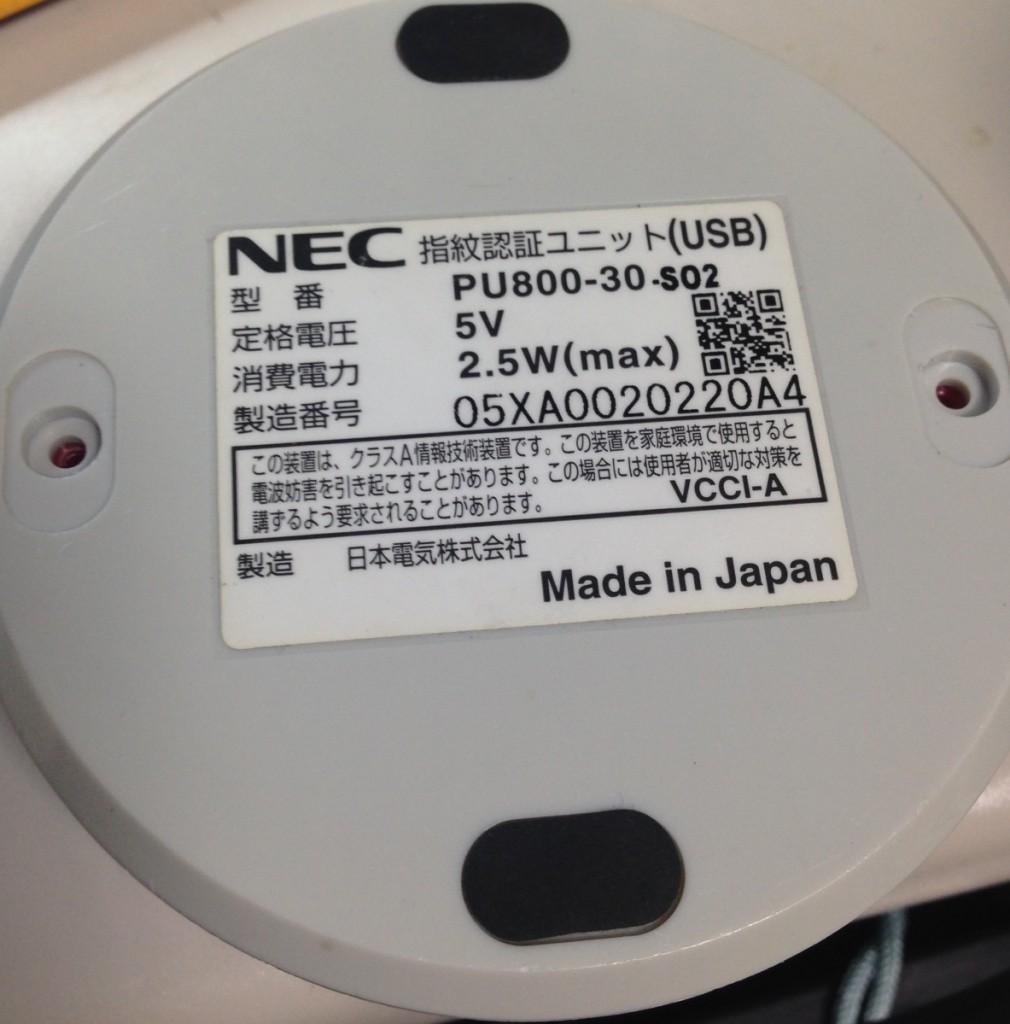 NEC 指紋認証ユニット(USB)
型 番 PU800-30-S02
定格電圧 5V
消費電力 2.5W(max)
製造番号 05XA0020220A4
この装置は、クラスA情報技術装置です。この装置を家庭環境で使用すると
電波妨害を引き起こすことがあります。この場合には使用者が適切な対策を
講ずるよう要求されることがあります。 VCCI-A
製造 日本電気株式会社
Made in Japan